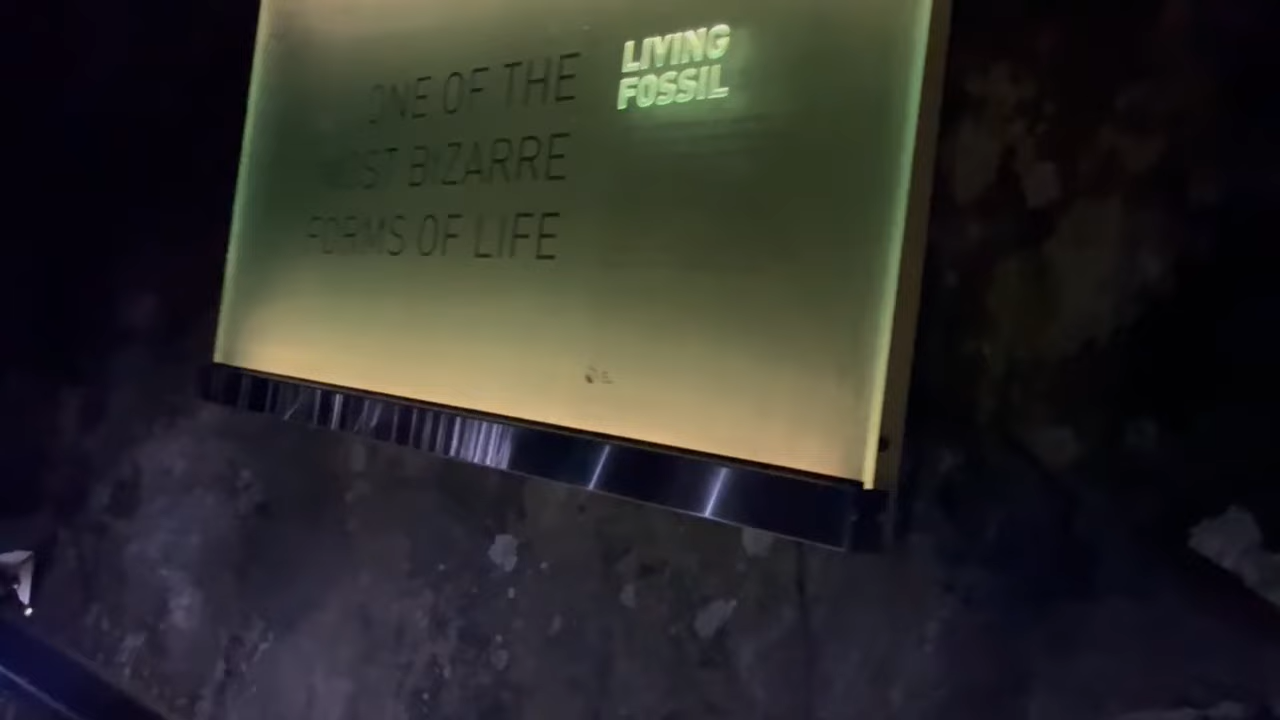 ONE OF THE
MOST BIZARRE
FORMS OF LIFE
LIVING
FOSSIL